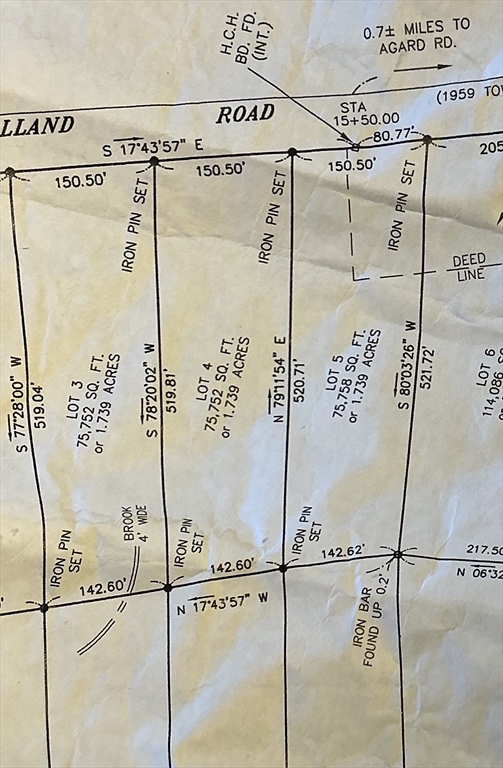 0.7± MILES TO
AGARD RD.
H.C.H.
BD. FD.
(INT.)
(1959 TOW
LLAND ROAD
STA
15+50.00
80.77'
S 17°43'57" E
150.50'
150.50'
150.50'
205
IRON PIN SET
IRON PIN SET
IRON PIN SET
DEED
LINE
S 77°28'00" W
519.04'
LOT 3
75,752 SQ. FT.
or 1.739 ACRES
S 78°20'02" W
519.81'
LOT 4
75,752 SQ. FT.
or 1.739 ACRES
N 79°11'54" E
520.71'
LOT 5
75,758 SQ. FT.
or 1.739 ACRES
S 80°03'26" W
521.72'
LOT 6
114,056 SQ
IRON PIN
SET
BROOK
4' WIDE
IRON PIN
SET
IRON PIN
SET
142.60'
142.60'
142.62'
217.50
N 17°43'57" W
N 06°32
IRON BAR
FOUND UP 0.2'